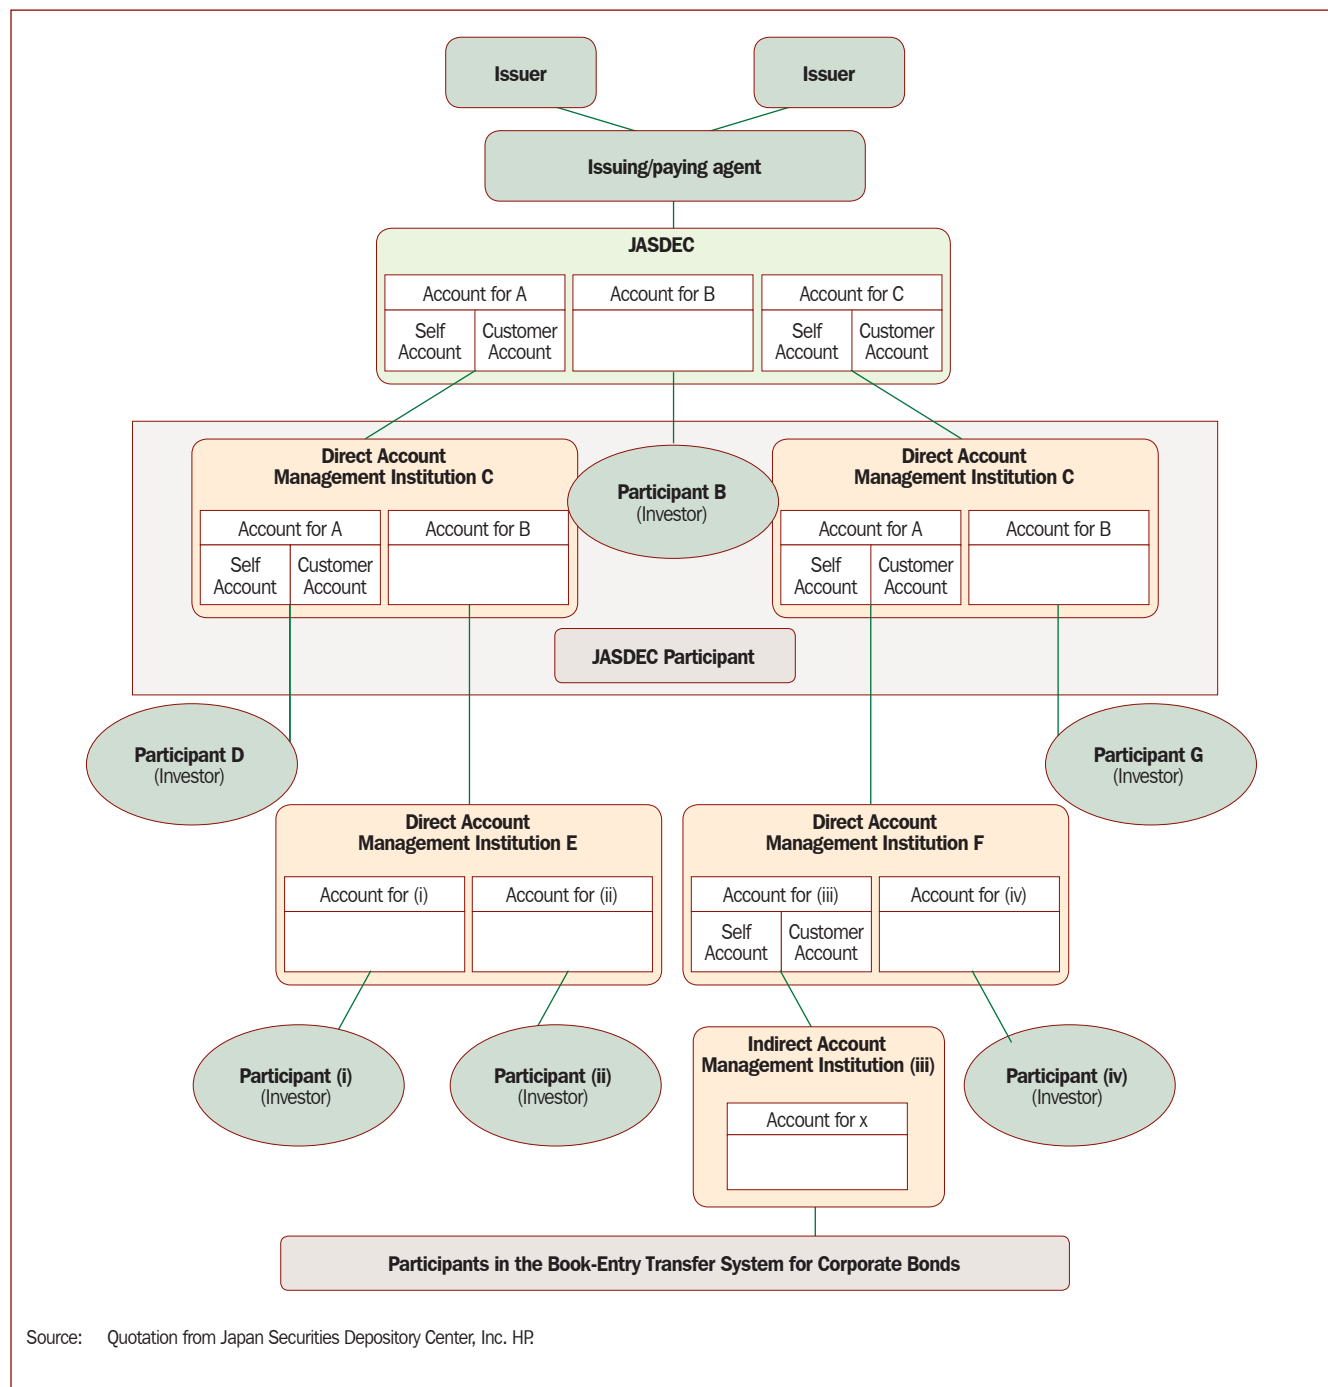 Issuer
Issuer
Issuing/paying agent
JASDEC
Account for A
Account for B
Account for C
Self
Account
Customer
Account
Self
Account
Customer
Account
Direct Account
Management Institution C
Participant B
(Investor)
Direct Account
Management Institution C
Account for A
Account for B
Account for A
Account for B
Self
Account
Customer
Account
Self
Account
Customer
Account
JASDEC Participant
Participant D
(Investor)
Participant G
(Investor)
Direct Account
Management Institution E
Direct Account
Management Institution F
Account for (i)
Account for (ii)
Account for (iii)
Account for (iv)
Self
Account
Customer
Account
Participant (i)
(Investor)
Participant (ii)
(Investor)
Indirect Account
Management Institution (iii)
Participant (iv)
(Investor)
Account for x
Participants in the Book-Entry Transfer System for Corporate Bonds
Source: Quotation from Japan Securities Depository Center, Inc. HP.